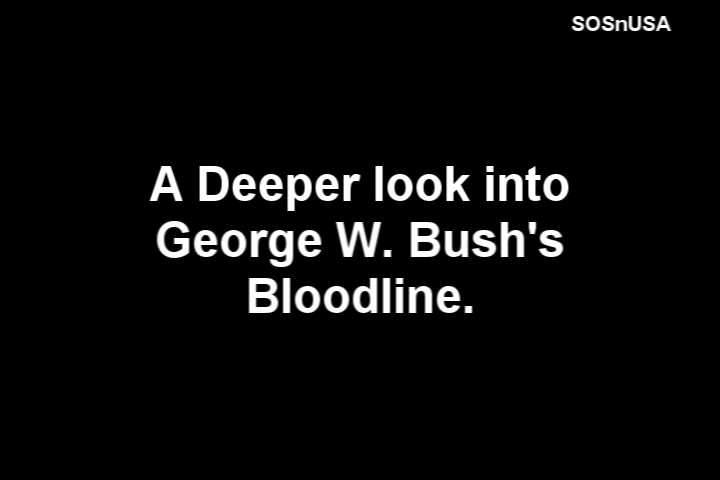 SOSnUSA
A Deeper look into
George W. Bush's
Bloodline.